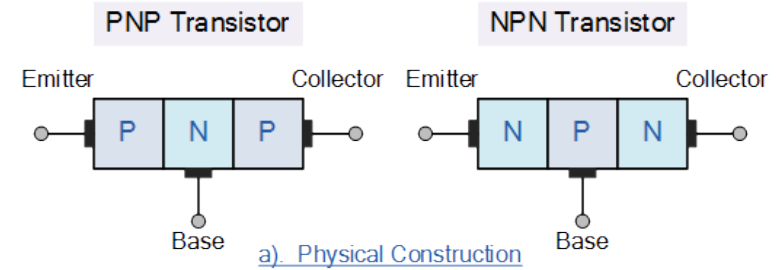 PNP Transistor
NPN Transistor
Emitter
Collector
Emitter
Collector
P N P
N P N
Base
Base
a). Physical Construction